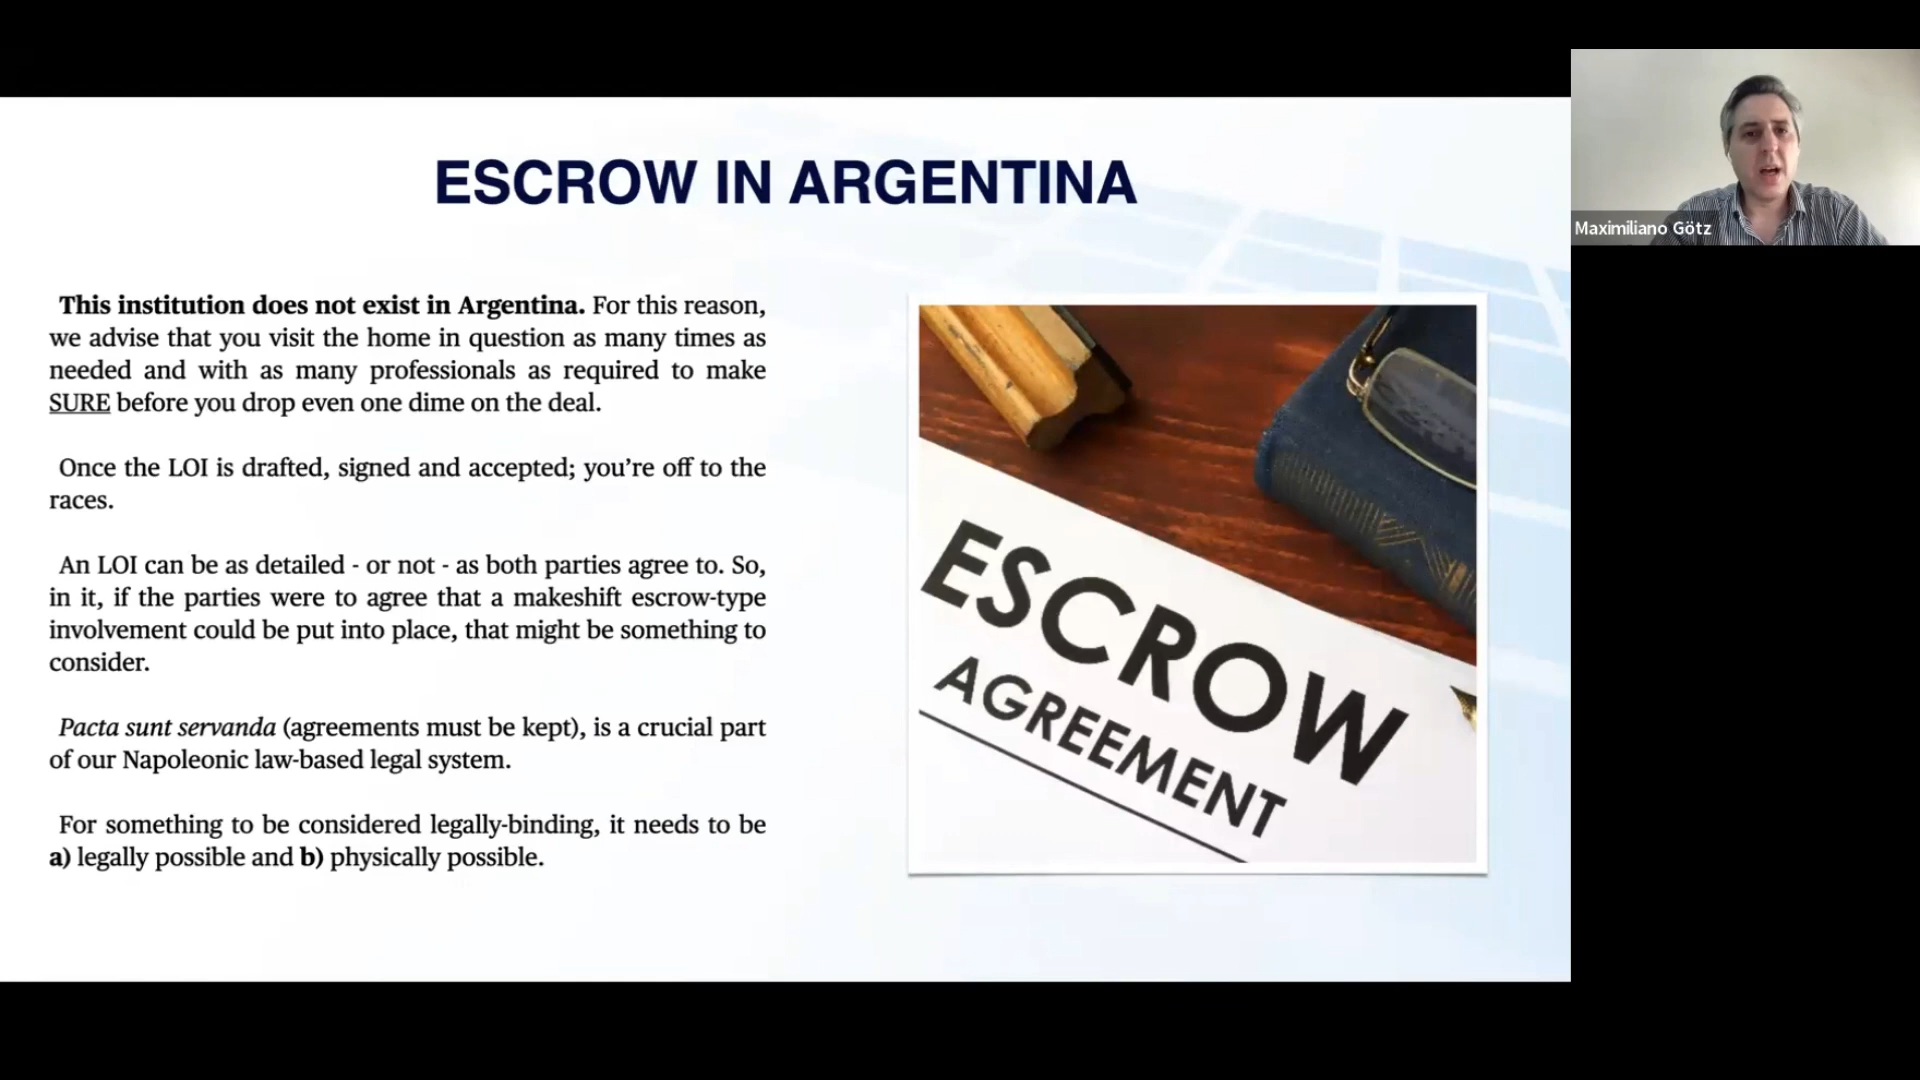 ESCROW IN ARGENTINA
Maximiliano Götz
This institution does not exist in Argentina. For this reason,
we advise that you visit the home in question as many times as
needed and with as many professionals as required to make
SURE before you drop even one dime on the deal.
Once the LOI is drafted, signed and accepted; you’re off to the
races.
An LOI can be as detailed - or not - as both parties agree to. So,
in it, if the parties were to agree that a makeshift escrow-type
involvement could be put into place, that might be something to
consider.
Pacta sunt servanda (agreements must be kept), is a crucial part
of our Napoleonic law-based legal system.
For something to be considered legally-binding, it needs to be
a) legally possible and b) physically possible.
ESCROW
AGREEMENT